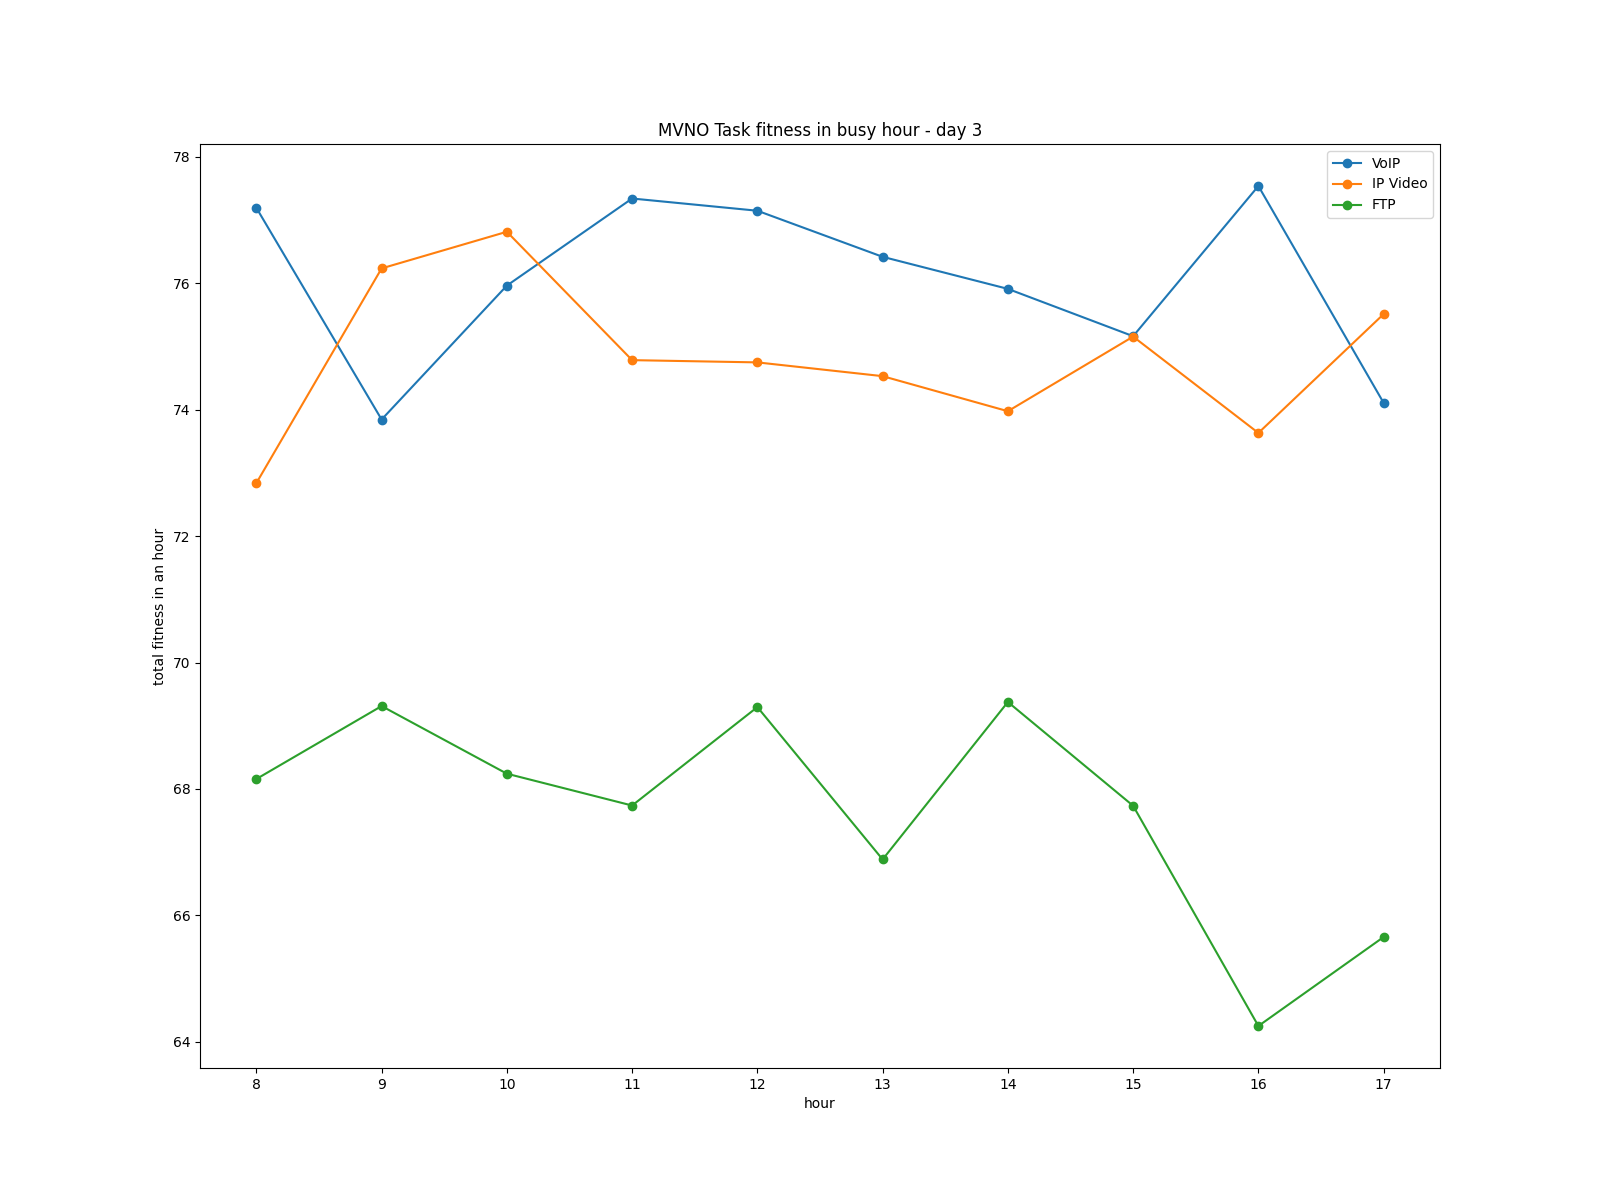 MVNO Task fitness in busy hour - day 3
VoIP
IP Video
FTP
78
76
74
72
70
68
66
64
total fitness in an hour
8 9 10 11 12 13 14 15 16 17
hour